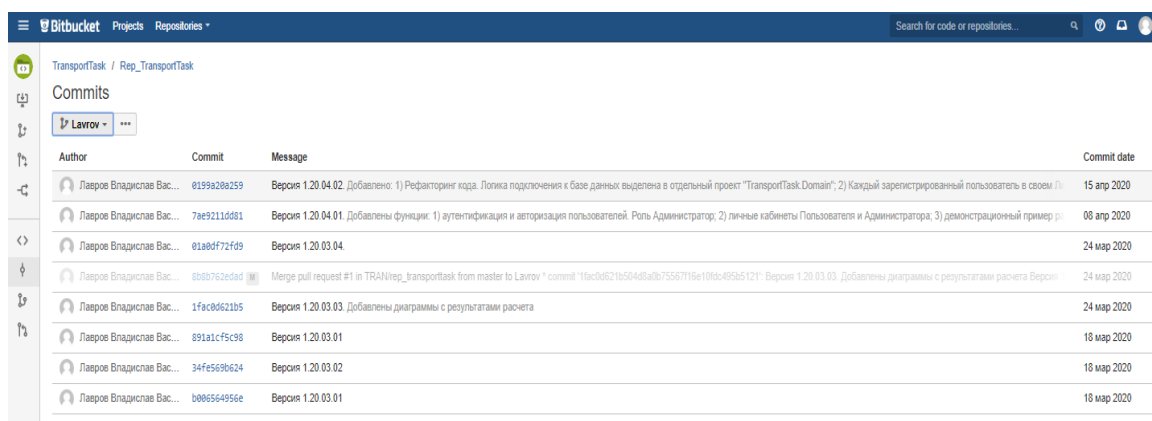 Bitbucket Projects Repositories Search for code or repositories...
TransportTask / Rep_TransportTask
Commits
Lavrov
Author Commit Message Commit date
Лавров Владислав Вас... 0199a20a259 Версия 1.20.04.02. Добавлено: 1) Рефакторинг кода. Логика подключения к базе данных выделена в отдельный проект "TransportTask.Domain"; 2) Каждый зарегистрированный пользователь в своем 15 апр 2020
Лавров Владислав Вас... 7ae9211dd81 Версия 1.20.04.01. Добавлены функции: 1) аутентификация и авторизация пользователей. Роль Администратор; 2) личные кабинеты Пользователя и Администратора; 3) демонстрационный пример 08 апр 2020
Лавров Владислав Вас... 01a0df72fd9 Версия 1.20.03.04. 24 мар 2020
Лавров Владислав Вас... 8b8b762edad M Merge pull request #1 in TRAN/rep_transporttask from master to Lavrov * commit '1fac0d621b504d8a0b75567f16e10fdc495b5121': Версия 1.20.03.03. Добавлены диаграммы с результатами расчета Версия 24 мар 2020
Лавров Владислав Вас... 1fac0d621b5 Версия 1.20.03.03. Добавлены диаграммы с результатами расчета 24 мар 2020
Лавров Владислав Вас... 891a1cf5c98 Версия 1.20.03.01 18 мар 2020
Лавров Владислав Вас... 34fe569b624 Версия 1.20.03.02 18 мар 2020
Лавров Владислав Вас... b006564956e Версия 1.20.03.01 18 мар 2020